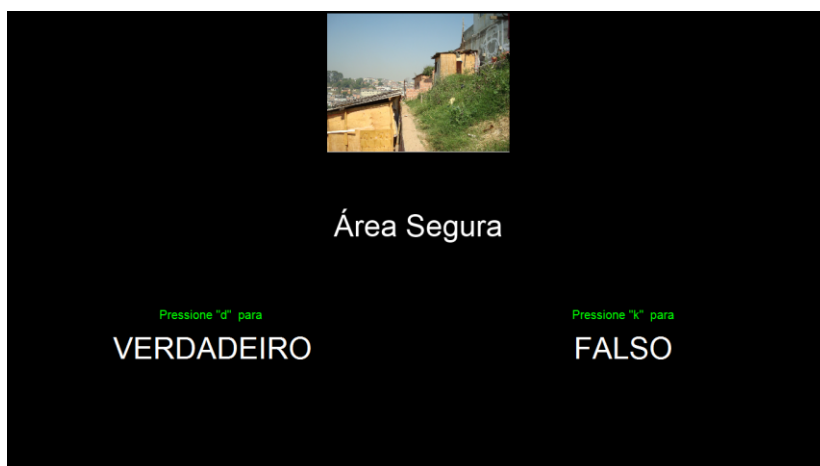 Área Segura
Pressione "d" para
Pressione "k" para
VERDADEIRO
FALSO